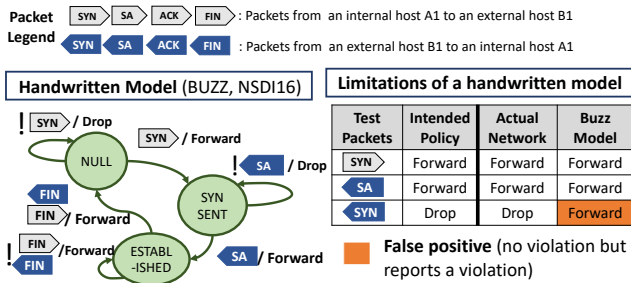 Packet Legend
SYN SA ACK FIN : Packets from an internal host A1 to an external host B1
SYN SA ACK FIN : Packets from an external host B1 to an internal host A1
Handwritten Model (BUZZ, NSDI16)
! SYN / Drop
SYN / Forward
NULL
! SA / Drop
SYN SENT
FIN
FIN / Forward
! FIN /Forward
FIN
ESTABL
-ISHED
SA / Forward
Limitations of a handwritten model
Test Packets Intended Policy Actual Network Buzz Model
SYN Forward Forward Forward
SA Forward Forward Forward
SYN Drop Drop Forward
False positive (no violation but
reports a violation)